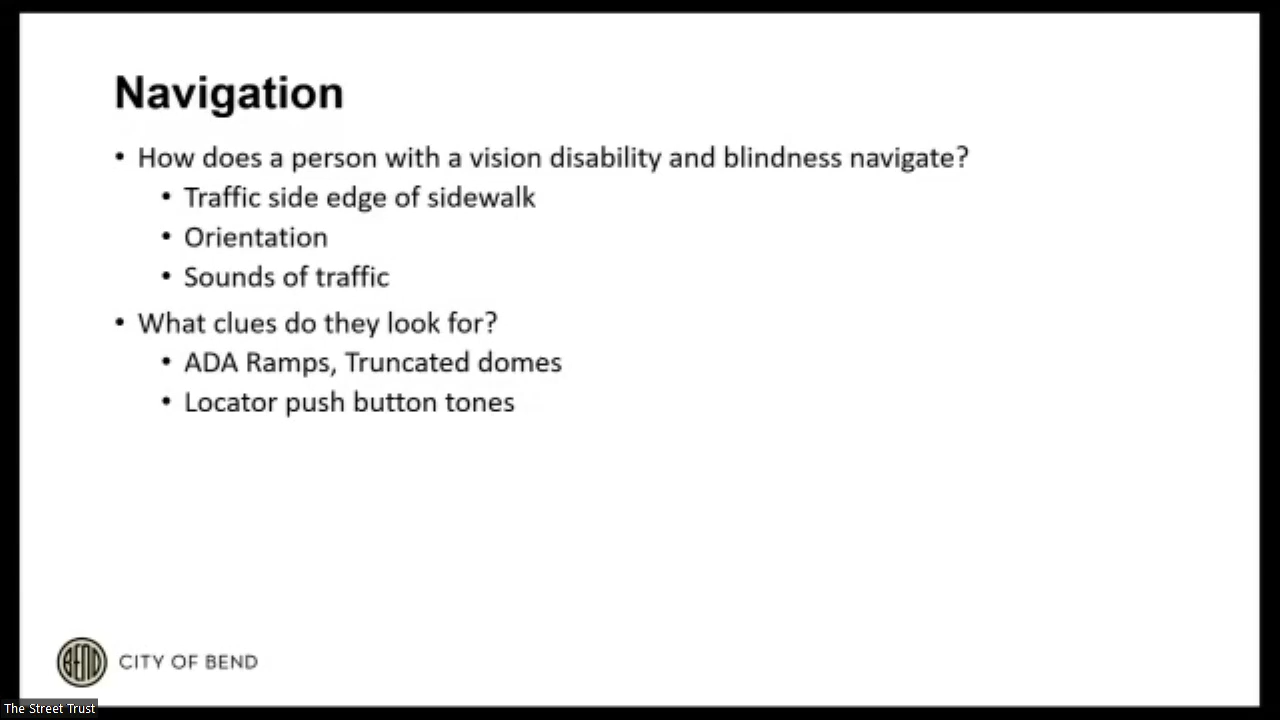 Navigation
• How does a person with a vision disability and blindness navigate?
• Traffic side edge of sidewalk
• Orientation
• Sounds of traffic
• What clues do they look for?
• ADA Ramps, Truncated domes
• Locator push button tones
BEND
CITY OF BEND
The Street Trust